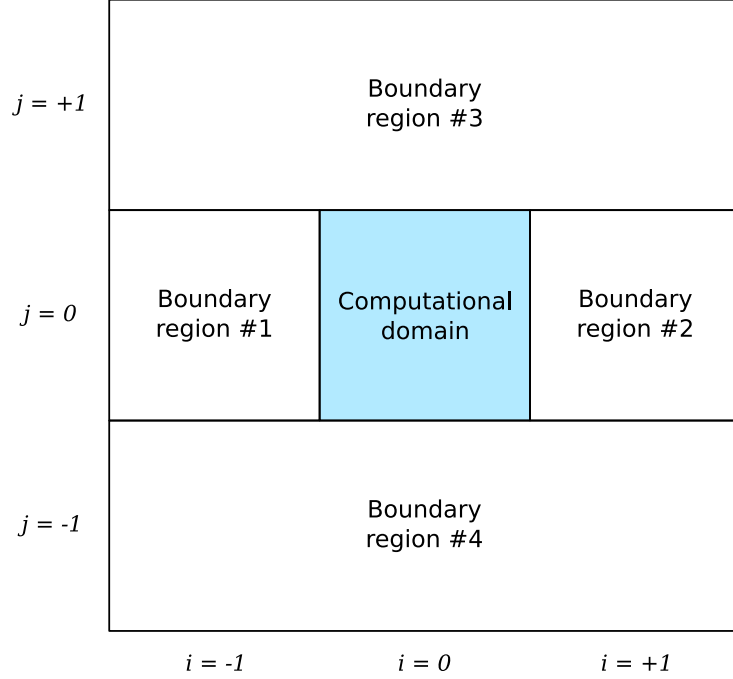 Boundary
region #3
j = +1
Boundary
region #1
Computational
domain
Boundary
region #2
j = 0
Boundary
region #4
j = -1
i = -1
i = 0
i = +1